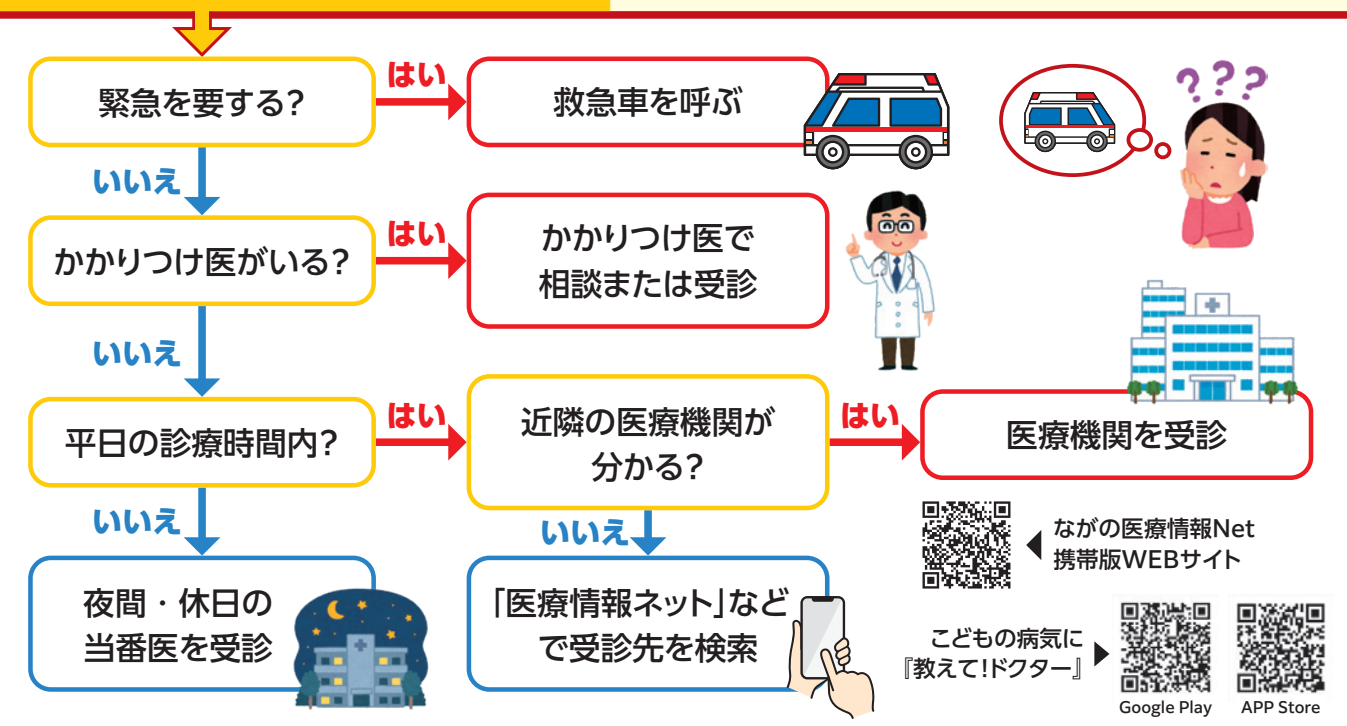 緊急を要する?
はい
救急車を呼ぶ
???
いいえ
かかりつけ医がいる?
はい
かかりつけ医で
相談または受診
いいえ
平日の診療時間内?
はい
近隣の医療機関が
分かる?
はい
医療機関を受診
いいえ
夜間・休日の
当番医を受診
いいえ
「医療情報ネット」など
で受診先を検索
ながの医療情報Net
携帯版WEBサイト
こどもの病気に
『教えて!ドクター』
Google Play
APP Store